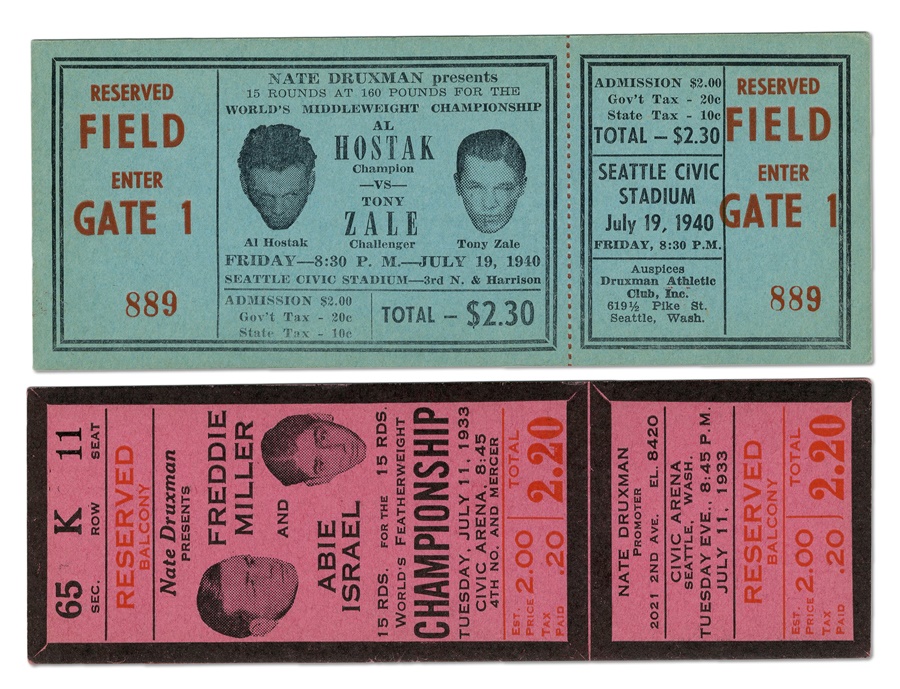 RESERVED
FIELD
ENTER
GATE 1
889
NATE DRUXMAN presents
15 ROUNDS AT 160 POUNDS FOR THE
WORLD'S MIDDLEWEIGHT CHAMPIONSHIP
AL
HOSTAK
Champion
—VS—
TONY
ZALE
Challenger
Al Hostak
Tony Zale
FRIDAY—8:30 P. M.—JULY 19, 1940
SEATTLE CIVIC STADIUM—3rd N. & Harrison
ADMISSION $2.00
Gov't Tax - 20c
State Tax - 10c
TOTAL — $2.30
ADMISSION $2.00
Gov't Tax - 20c
State Tax - 10c
TOTAL — $2.30
SEATTLE CIVIC
STADIUM
July 19, 1940
FRIDAY, 8:30 P.M.
Auspices
Druxman Athletic
Club, Inc.
619½ Pike St.
Seattle, Wash.
RESERVED
FIELD
ENTER
GATE 1
889
65 K 11
SEC. ROW SEAT
RESERVED
BALCONY
Nate Druxman
PRESENTS
FREDDIE
MILLER
AND
ABIE
ISRAEL
15 RDS. FOR THE 15 RDS.
WORLD'S FEATHERWEIGHT
CHAMPIONSHIP
TUESDAY, JULY 11, 1933
CIVIC ARENA, 8:45
4TH NO. AND MERCER
EST. PRICE 2.00
TAX PAID .20
TOTAL 2.20
NATE DRUXMAN
PROMOTER
2021 2ND AVE. EL. 8420
CIVIC ARENA
SEATTLE, WASH.
TUESDAY EVE., 8:45 P.M.
JULY 11, 1933
RESERVED
BALCONY
EST. PRICE 2.00
TAX PAID .20
TOTAL 2.20